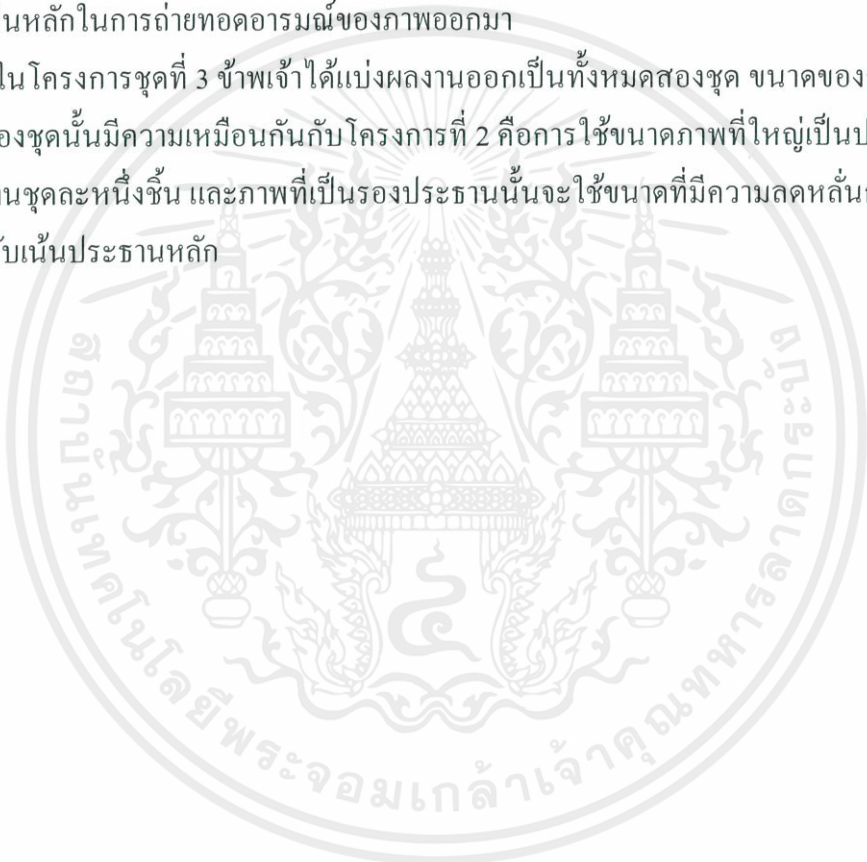 นหลักในการถ่ายทอดอารมณ์ของภาพออกมา
ในโครงการชุดที่ 3 ข้าพเจ้าได้แบ่งผลงานออกเป็นทั้งหมดสองชุด ขนาดของ
องชุดนั้นมีความเหมือนกันกับโครงการที่ 2 คือการใช้ขนาดภาพที่ใหญ่เป็นป
นชุดละหนึ่งชิ้น และภาพที่เป็นรองประธานนั้นจะใช้ขนาดที่มีความลดหลั่น
บเน้นประธานหลัก
สถาบันเทคโนโลยีพระจอมเกล้าเจ้าคุณทหารลาดกระบัง